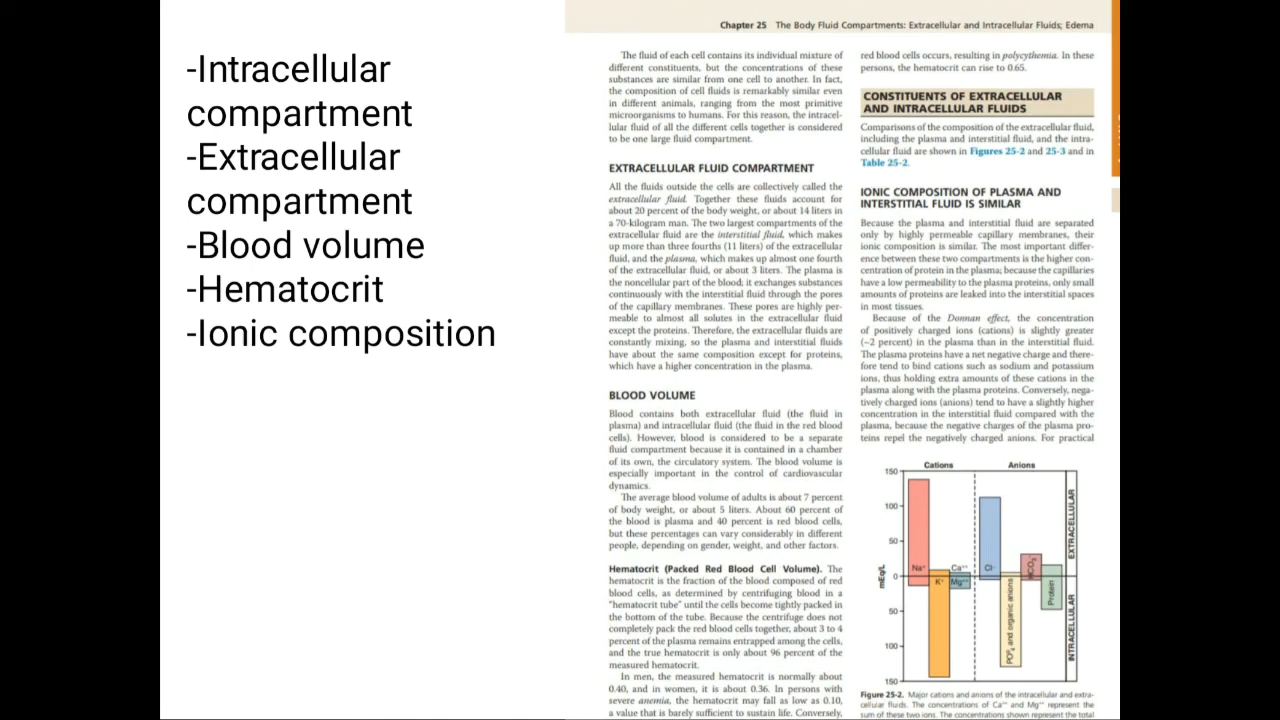 -Intracellular
compartment
-Extracellular
compartment
-Blood volume
-Hematocrit
-Ionic composition
Chapter 25 The Body Fluid Compartments: Extracellular and Intracellular Fluids; Edema
The fluid of each cell contains its individual mixture of
different constituents, but the concentrations of these
substances are similar from one cell to another. In fact,
the composition of cell fluids is remarkably similar even
in different animals, ranging from the most primitive
microorganisms to humans. For this reason, the intracel-
lular fluid of all the different cells together is considered
to be one large fluid compartment.
EXTRACELLULAR FLUID COMPARTMENT
All the fluids outside the cells are collectively called the
extracellular fluid. Together these fluids account for
about 20 percent of the body weight, or about 14 liters in
a 70-kilogram man. The two largest compartments of the
extracellular fluid are the interstitial fluid, which makes
up more than three fourths (11 liters) of the extracellular
fluid, and the plasma, which makes up almost one fourth
of the extracellular fluid, or about 3 liters. The plasma is
the noncellular part of the blood; it exchanges substances
continuously with the interstitial fluid through the pores
of the capillary membranes. These pores are highly per-
meable to almost all solutes in the extracellular fluid
except the proteins. Therefore, the extracellular fluids are
constantly mixing, so the plasma and interstitial fluids
have about the same composition except for proteins,
which have a higher concentration in the plasma.
BLOOD VOLUME
Blood contains both extracellular fluid (the fluid in
plasma) and intracellular fluid (the fluid in the red blood
cells). However, blood is considered to be a separate
fluid compartment because it is contained in a chamber
of its own, the circulatory system. The blood volume is
especially important in the control of cardiovascular
dynamics.
The average blood volume of adults is about 7 percent
of body weight, or about 5 liters. About 60 percent of
the blood is plasma and 40 percent is red blood cells,
but these percentages can vary considerably in different
people, depending on gender, weight, and other factors.
Hematocrit (Packed Red Blood Cell Volume). The
hematocrit is the fraction of the blood composed of red
blood cells, as determined by centrifuging blood in a
"hematocrit tube" until the cells become tightly packed in
the bottom of the tube. Because the centrifuge does not
completely pack the red blood cells together, about 3 to 4
percent of the plasma remains entrapped among the cells,
and the true hematocrit is only about 96 percent of the
measured hematocrit.
In men, the measured hematocrit is normally about
0.40, and in women, it is about 0.36. In persons with
severe anemia, the hematocrit may fall as low as 0.10,
a value that is barely sufficient to sustain life. Conversely,
red blood cells occurs, resulting in polycythemia. In these
persons, the hematocrit can rise to 0.65.
CONSTITUENTS OF EXTRACELLULAR
AND INTRACELLULAR FLUIDS
Comparisons of the composition of the extracellular fluid,
including the plasma and interstitial fluid, and the intra-
cellular fluid are shown in Figures 25-2 and 25-3 and in
Table 25-2.
IONIC COMPOSITION OF PLASMA AND
INTERSTITIAL FLUID IS SIMILAR
Because the plasma and interstitial fluid are separated
only by highly permeable capillary membranes, their
ionic composition is similar. The most important differ-
ence between these two compartments is the higher con-
centration of protein in the plasma; because the capillaries
have a low permeability to the plasma proteins, only small
amounts of proteins are leaked into the interstitial spaces
in most tissues.
Because of the Donnan effect, the concentration
of positively charged ions (cations) is slightly greater
(~2 percent) in the plasma than in the interstitial fluid.
The plasma proteins have a net negative charge and there-
fore tend to bind cations such as sodium and potassium
ions, thus holding extra amounts of these cations in the
plasma along with the plasma proteins. Conversely, nega-
tively charged ions (anions) tend to have a slightly higher
concentration in the interstitial fluid compared with the
plasma, because the negative charges of the plasma pro-
teins repel the negatively charged anions. For practical
Cations Anions
150
100
50
0
50
100
150
mEq/L
Na⁺
K⁺
Ca⁺⁺
Mg⁺⁺
Cl⁻
PO₄ and organic anions
HCO₃
Protein
EXTRACELLULAR
INTRACELLULAR
Figure 25-2. Major cations and anions of the intracellular and extra-
cellular fluids. The concentrations of Ca⁺⁺ and Mg⁺⁺ represent the
sum of these two ions. The concentrations shown represent the total